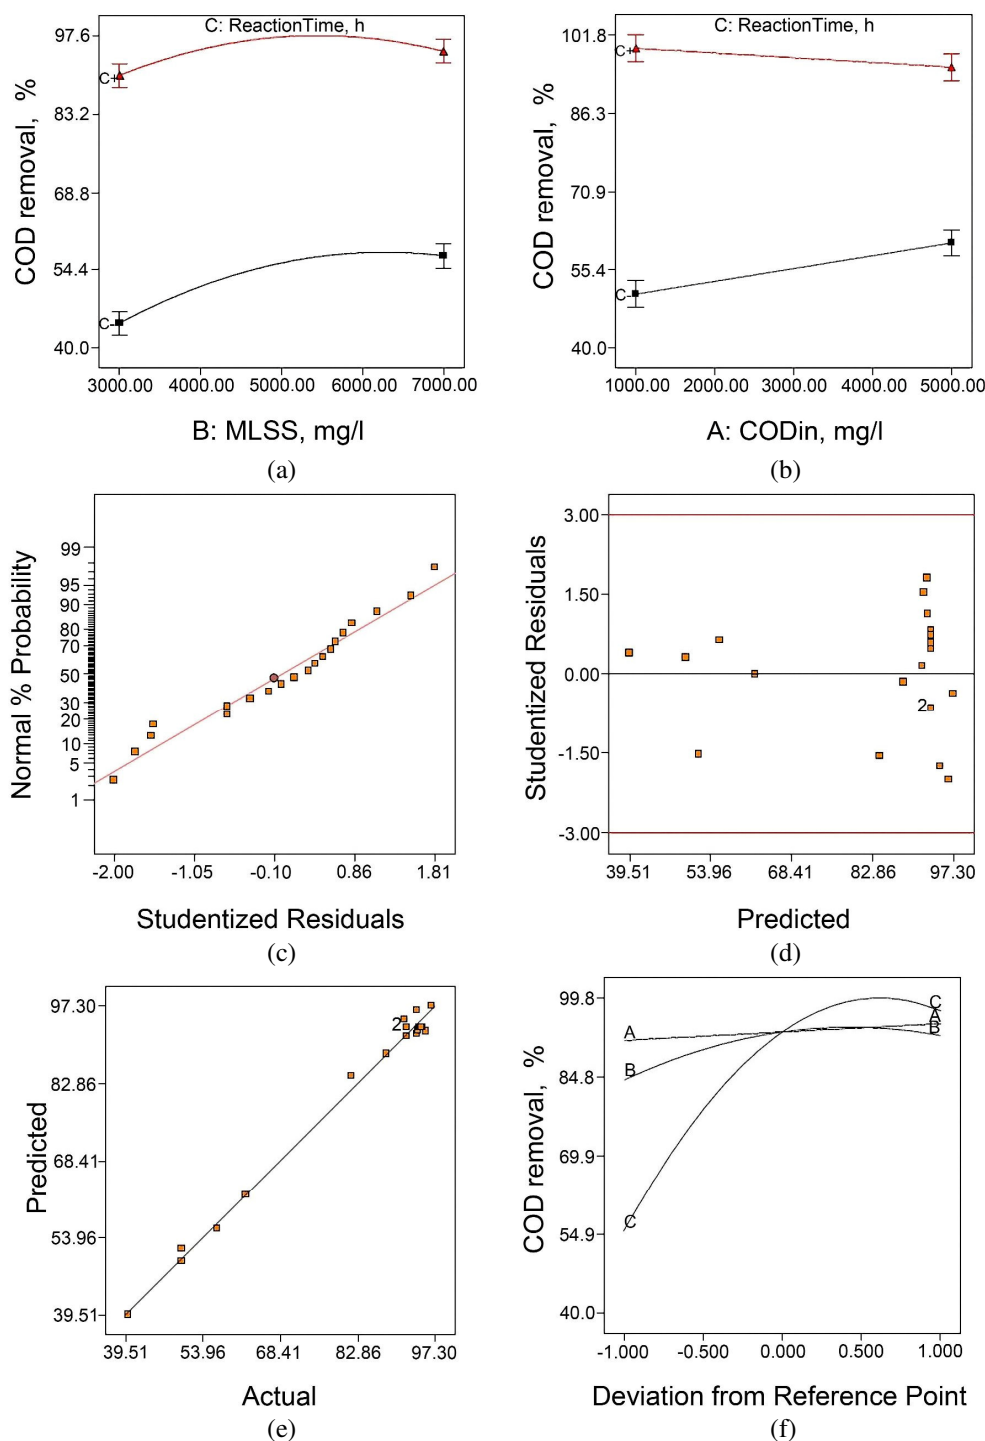 C: ReactionTime, h
97.6
83.2
68.8
54.4
40.0
COD removal, %
C+
C-
3000.00 4000.00 5000.00 6000.00 7000.00
B: MLSS, mg/l
(a)
C: ReactionTime, h
101.8
86.3
70.9
55.4
40.0
COD removal, %
C+
C-
1000.00 2000.00 3000.00 4000.00 5000.00
A: CODin, mg/l
(b)
99
95
90
80
70
50
30
20
10
5
1
Normal % Probability
-2.00 -1.05 -0.10 0.86 1.81
Studentized Residuals
(c)
3.00
1.50
0.00
-1.50
-3.00
Studentized Residuals
2
39.51 53.96 68.41 82.86 97.30
Predicted
(d)
97.30
82.86
68.41
53.96
39.51
Predicted
2
39.51 53.96 68.41 82.86 97.30
Actual
(e)
99.8
84.8
69.9
54.9
40.0
COD removal, %
A
B
C
C
A
B
-1.000 -0.500 0.000 0.500 1.000
Deviation from Reference Point
(f)